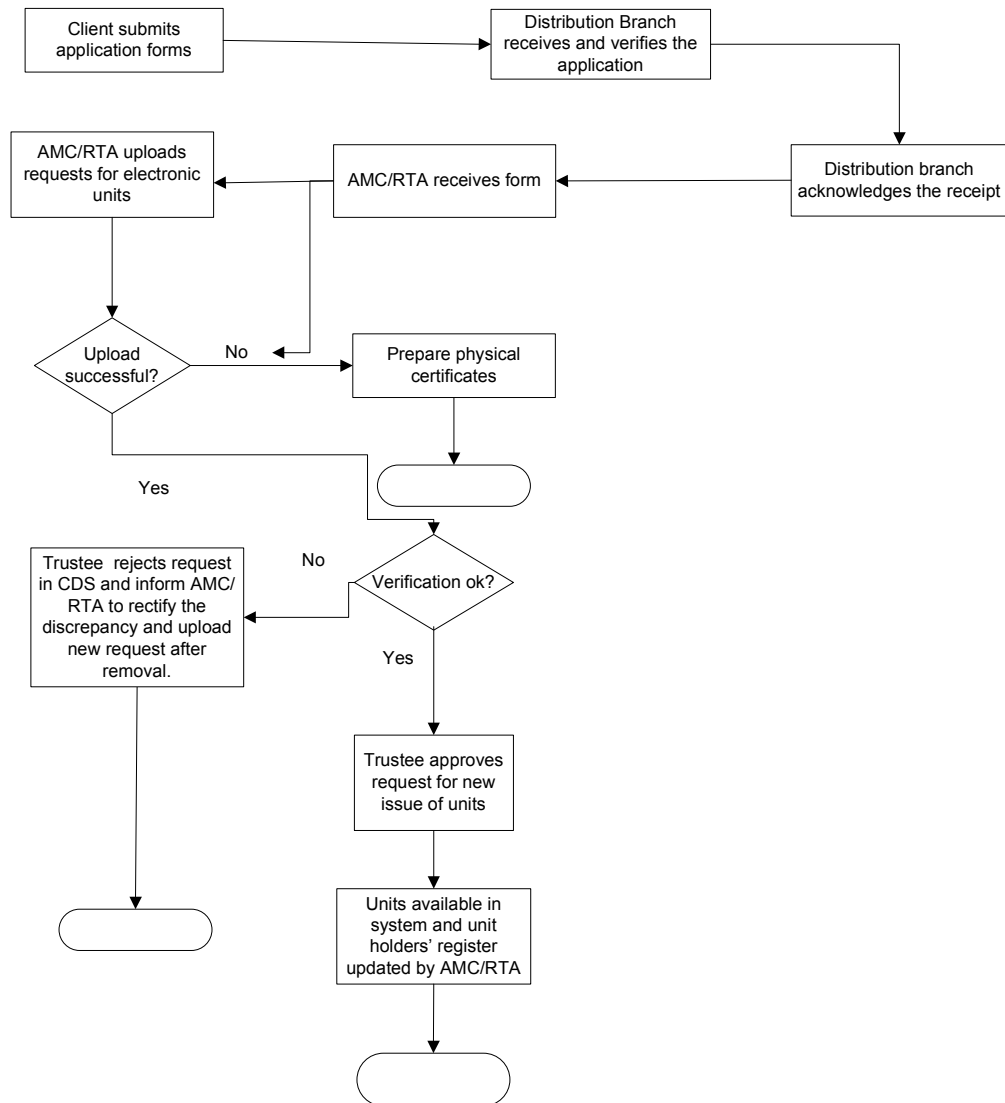 Client submits
application forms
Distribution Branch
receives and verifies the
application
AMC/RTA uploads
requests for electronic
units
AMC/RTA receives form
Distribution branch
acknowledges the receipt
Upload
successful?
No
Prepare physical
certificates
Yes
Trustee rejects request
in CDS and inform AMC/
RTA to rectify the
discrepancy and upload
new request after
removal.
No
Verification ok?
Yes
Trustee approves
request for new
issue of units
Units available in
system and unit
holders’ register
updated by AMC/RTA